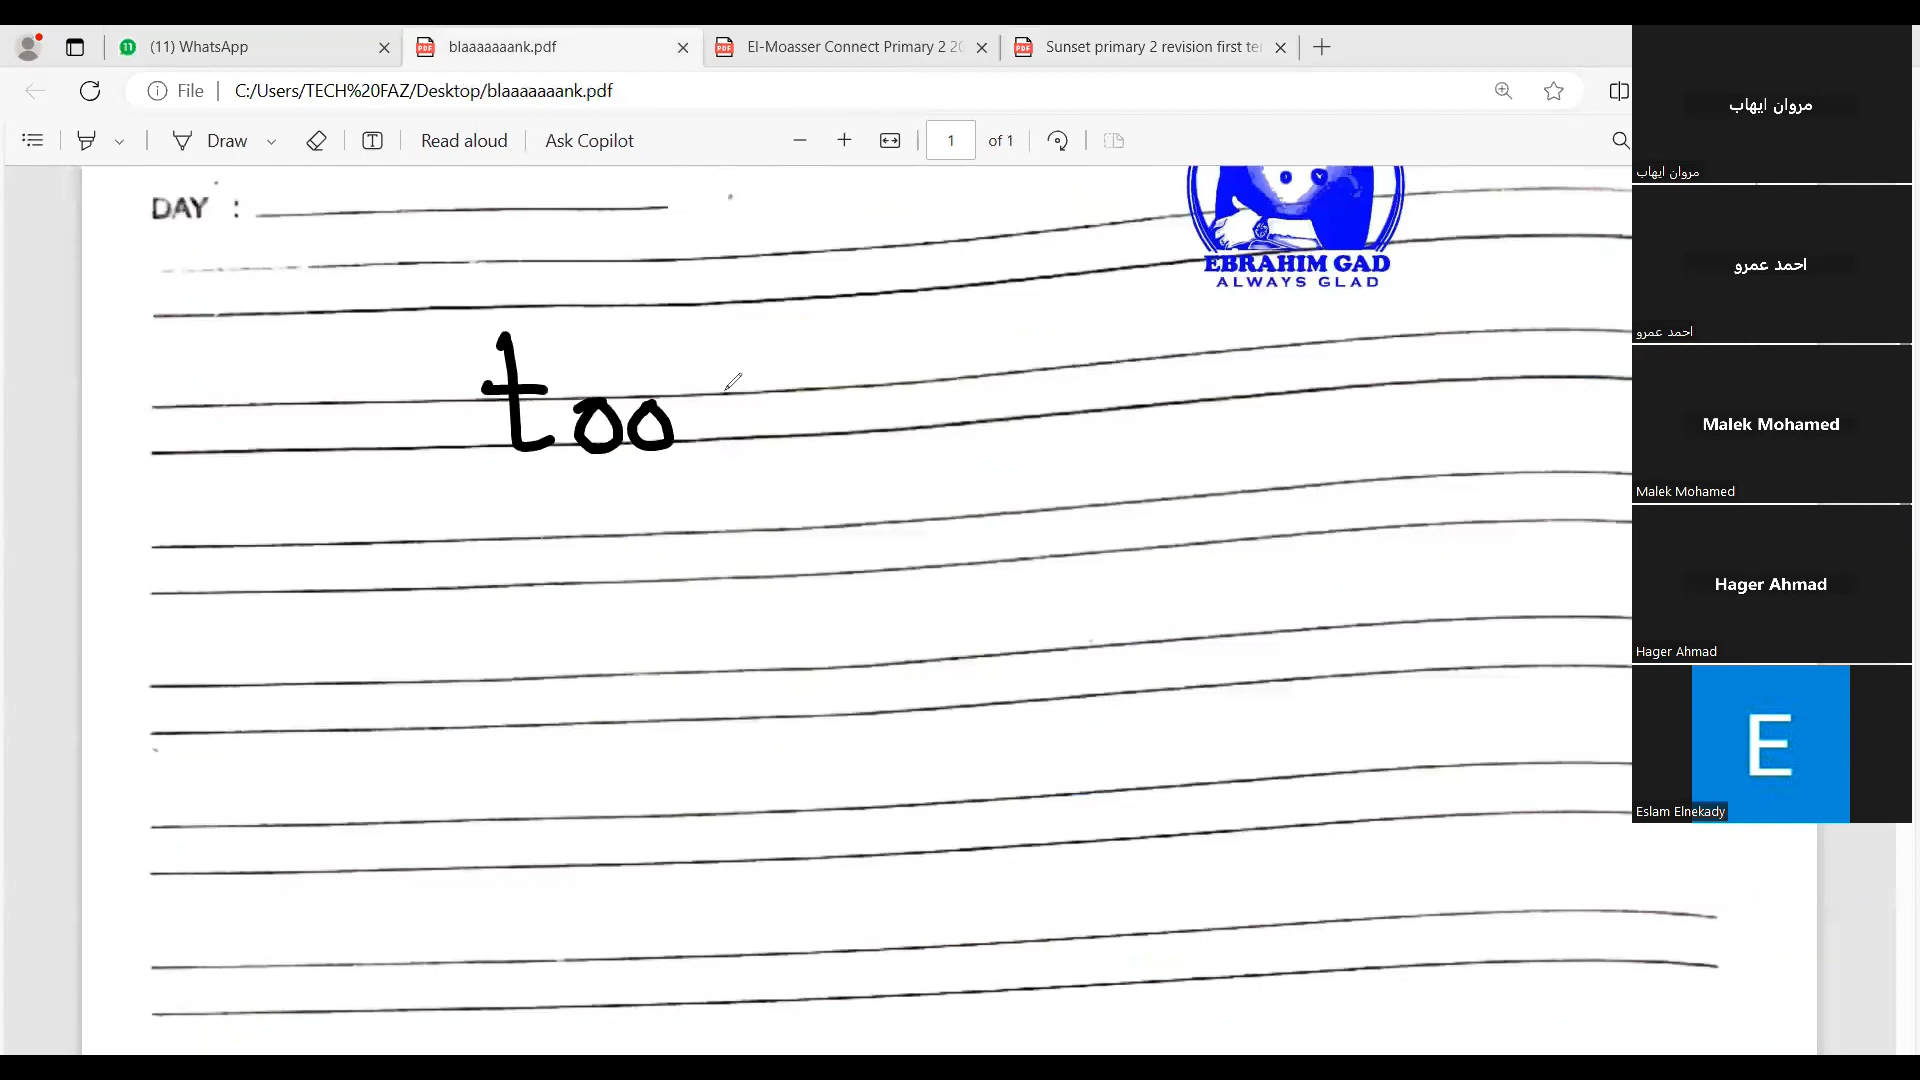 (11) WhatsApp
blaaaaaaank.pdf
El-Moasser Connect Primary 2 20
Sunset primary 2 revision first te
File
C:/Users/TECH%20FAZ/Desktop/blaaaaaaank.pdf
Draw
Read aloud
Ask Copilot
1
of 1
DAY :
EBRAHIM GAD
ALWAYS GLAD
too
مروان ايهاب
مروان ايهاب
احمد عمرو
احمد عمرو
Malek Mohamed
Malek Mohamed
Hager Ahmad
Hager Ahmad
E
Eslam Elnekady